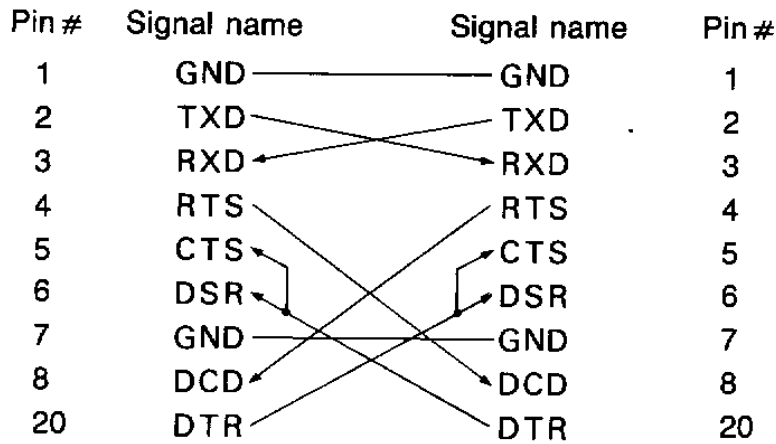 Pin # Signal name Signal name Pin #
1 GND GND 1
2 TXD TXD 2
3 RXD RXD 3
4 RTS RTS 4
5 CTS CTS 5
6 DSR DSR 6
7 GND GND 7
8 DCD DCD 8
20 DTR DTR 20